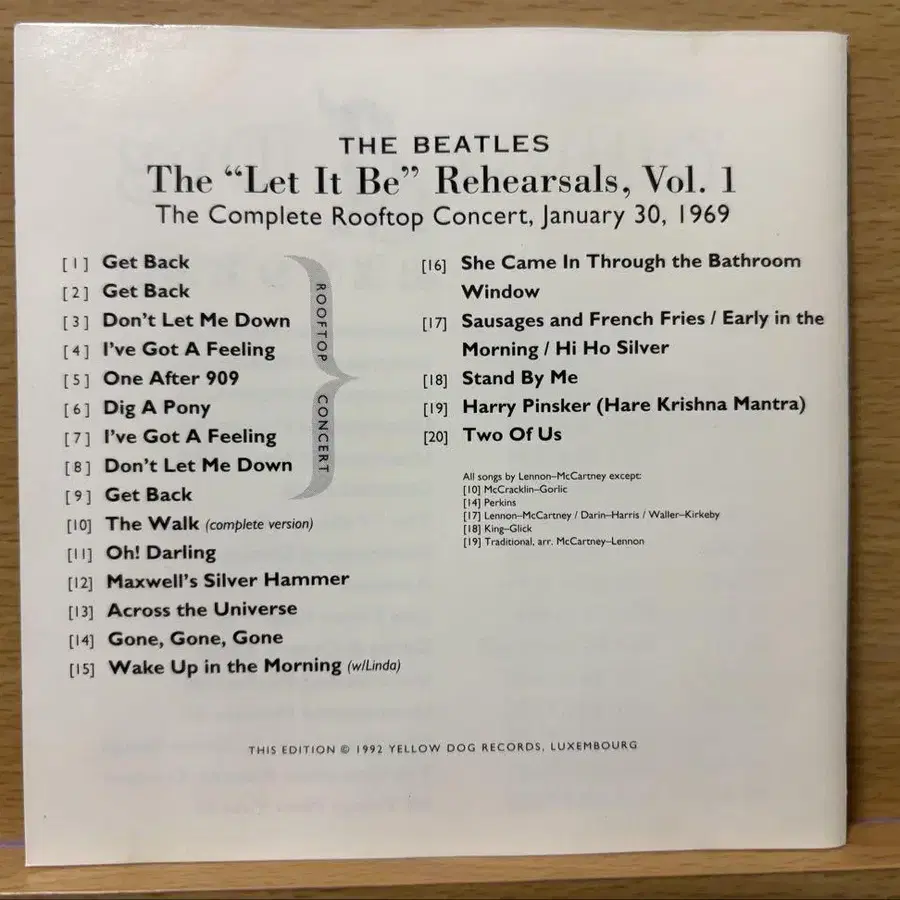 THE BEATLES
The “Let It Be” Rehearsals, Vol. 1
The Complete Rooftop Concert, January 30, 1969
[1] Get Back
[2] Get Back
[3] Don't Let Me Down
[4] I've Got A Feeling
[5] One After 909
[6] Dig A Pony
[7] I've Got A Feeling
[8] Don't Let Me Down
[9] Get Back
ROOFTOP CONCERT
[10] The Walk (complete version)
[11] Oh! Darling
[12] Maxwell's Silver Hammer
[13] Across the Universe
[14] Gone, Gone, Gone
[15] Wake Up in the Morning (w/Linda)
[16] She Came In Through the Bathroom
Window
[17] Sausages and French Fries / Early in the
Morning / Hi Ho Silver
[18] Stand By Me
[19] Harry Pinsker (Hare Krishna Mantra)
[20] Two Of Us
All songs by Lennon–McCartney except:
[10] McCracklin–Gorlic
[14] Perkins
[17] Lennon–McCartney / Darin–Harris / Waller–Kirkeby
[18] King–Glick
[19] Traditional, arr. McCartney–Lennon
THIS EDITION © 1992 YELLOW DOG RECORDS, LUXEMBOURG